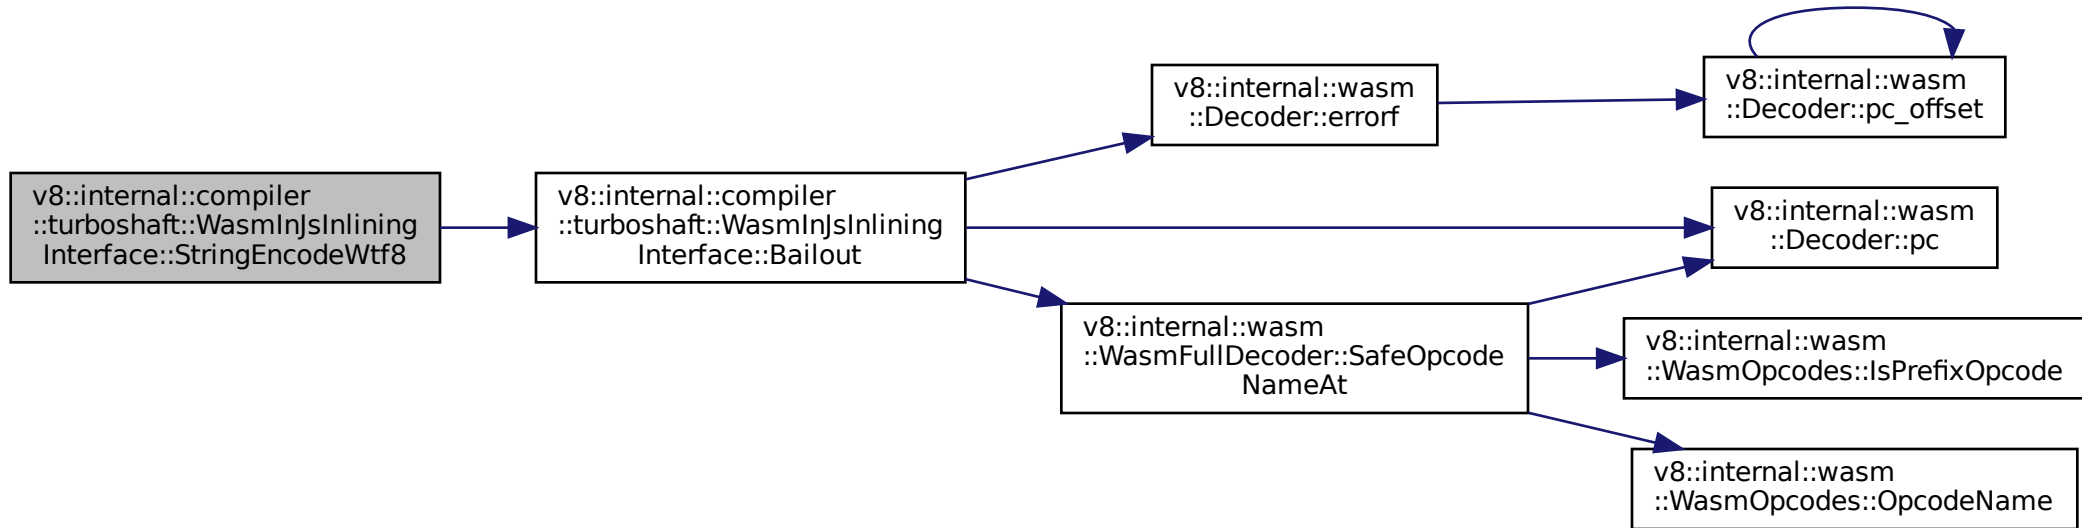 v8::internal::compiler
::turboshaft::WasmInJsInlining
Interface::StringEncodeWtf8
v8::internal::compiler
::turboshaft::WasmInJsInlining
Interface::Bailout
v8::internal::wasm
::Decoder::errorf
v8::internal::wasm
::Decoder::pc_offset
v8::internal::wasm
::Decoder::pc
v8::internal::wasm
::WasmFullDecoder::SafeOpcode
NameAt
v8::internal::wasm
::WasmOpcodes::IsPrefixOpcode
v8::internal::wasm
::WasmOpcodes::OpcodeName